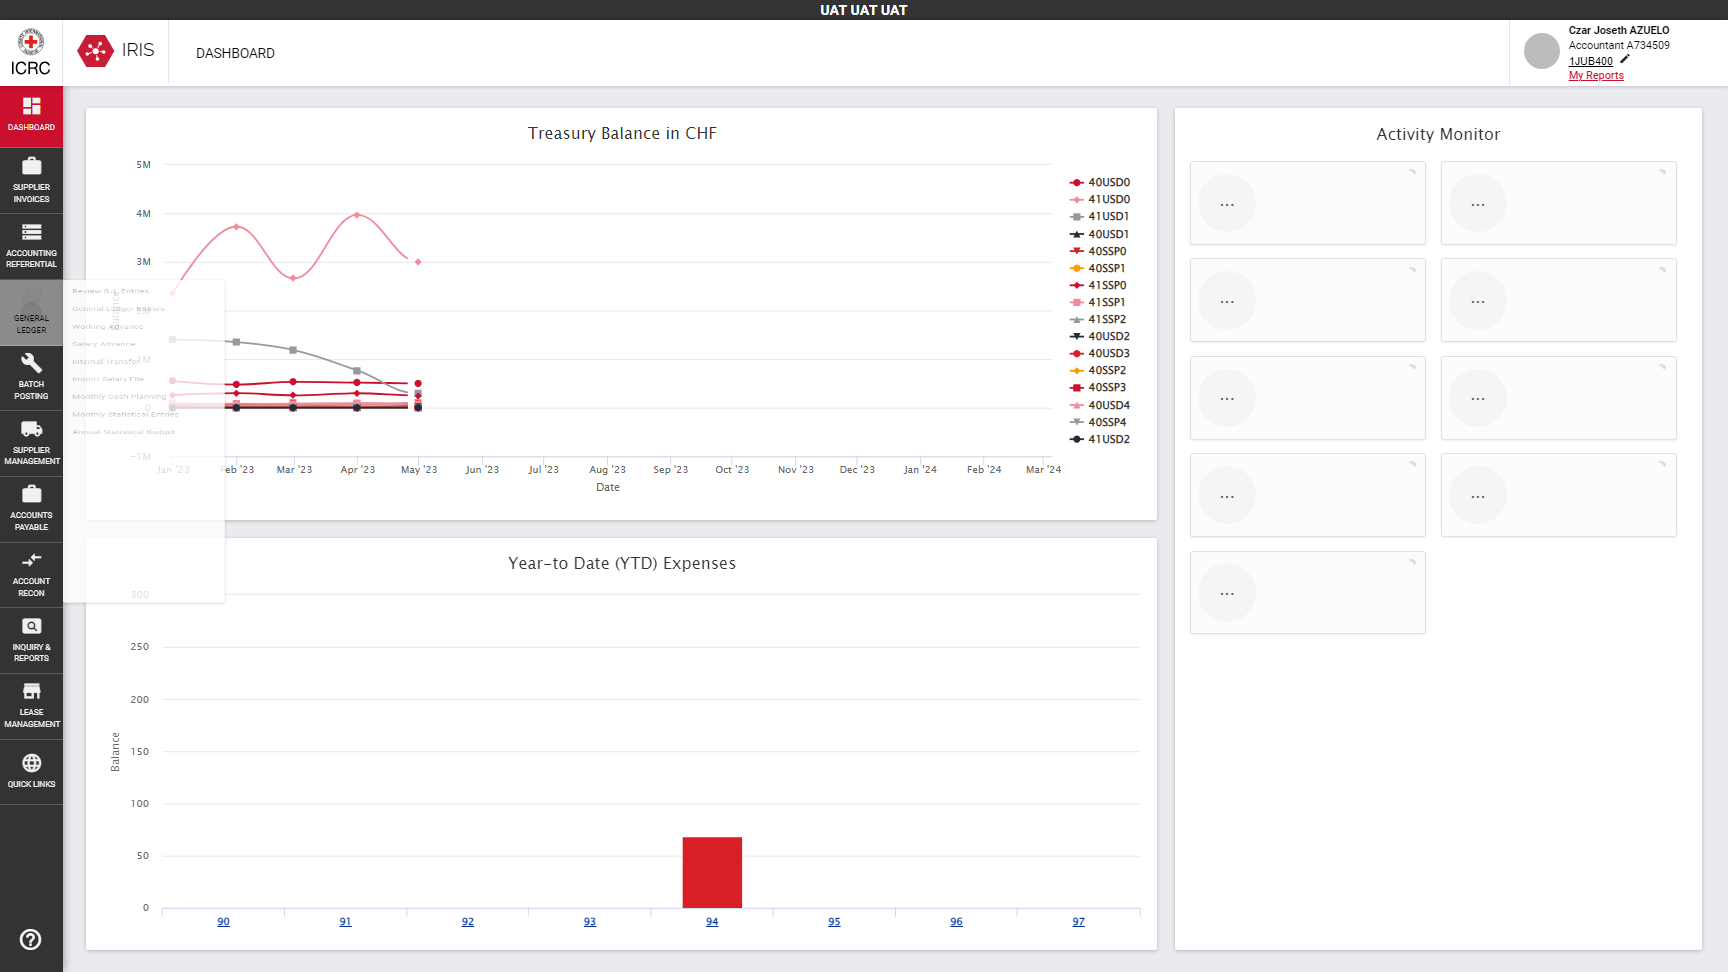 UAT UAT UAT
ICRC
IRIS
DASHBOARD
Czar Joseth AZUELO
Accountant A734509
1JUB400
My Reports
DASHBOARD
SUPPLIER
INVOICES
ACCOUNTING
REFERENTIAL
GENERAL
LEDGER
BATCH
POSTING
SUPPLIER
MANAGEMENT
ACCOUNTS
PAYABLE
ACCOUNT
RECON
INQUIRY &
REPORTS
LEASE
MANAGEMENT
QUICK LINKS
Review G/L Entries
General Ledger Entries
Working Advance
Salary Advance
Internal Transfer
Import Salary File
Monthly Cash Planning
Monthly Statistical Entries
Annual Statistical Budget
Treasury Balance in CHF
5M
4M
3M
1M
0
-1M
Balance
Jan '23
Feb '23
Mar '23
Apr '23
May '23
Jun '23
Jul '23
Aug '23
Sep '23
Oct '23
Nov '23
Dec '23
Jan '24
Feb '24
Mar '24
Date
40USD0
41USD0
41USD1
40USD1
40SSP0
40SSP1
41SSP0
41SSP1
41SSP2
40USD2
40USD3
40SSP2
40SSP3
40USD4
40SSP4
41USD2
Year-to Date (YTD) Expenses
300
250
200
150
100
50
0
Balance
90
91
92
93
94
95
96
97
Activity Monitor
...
...
...
...
...
...
...
...
...